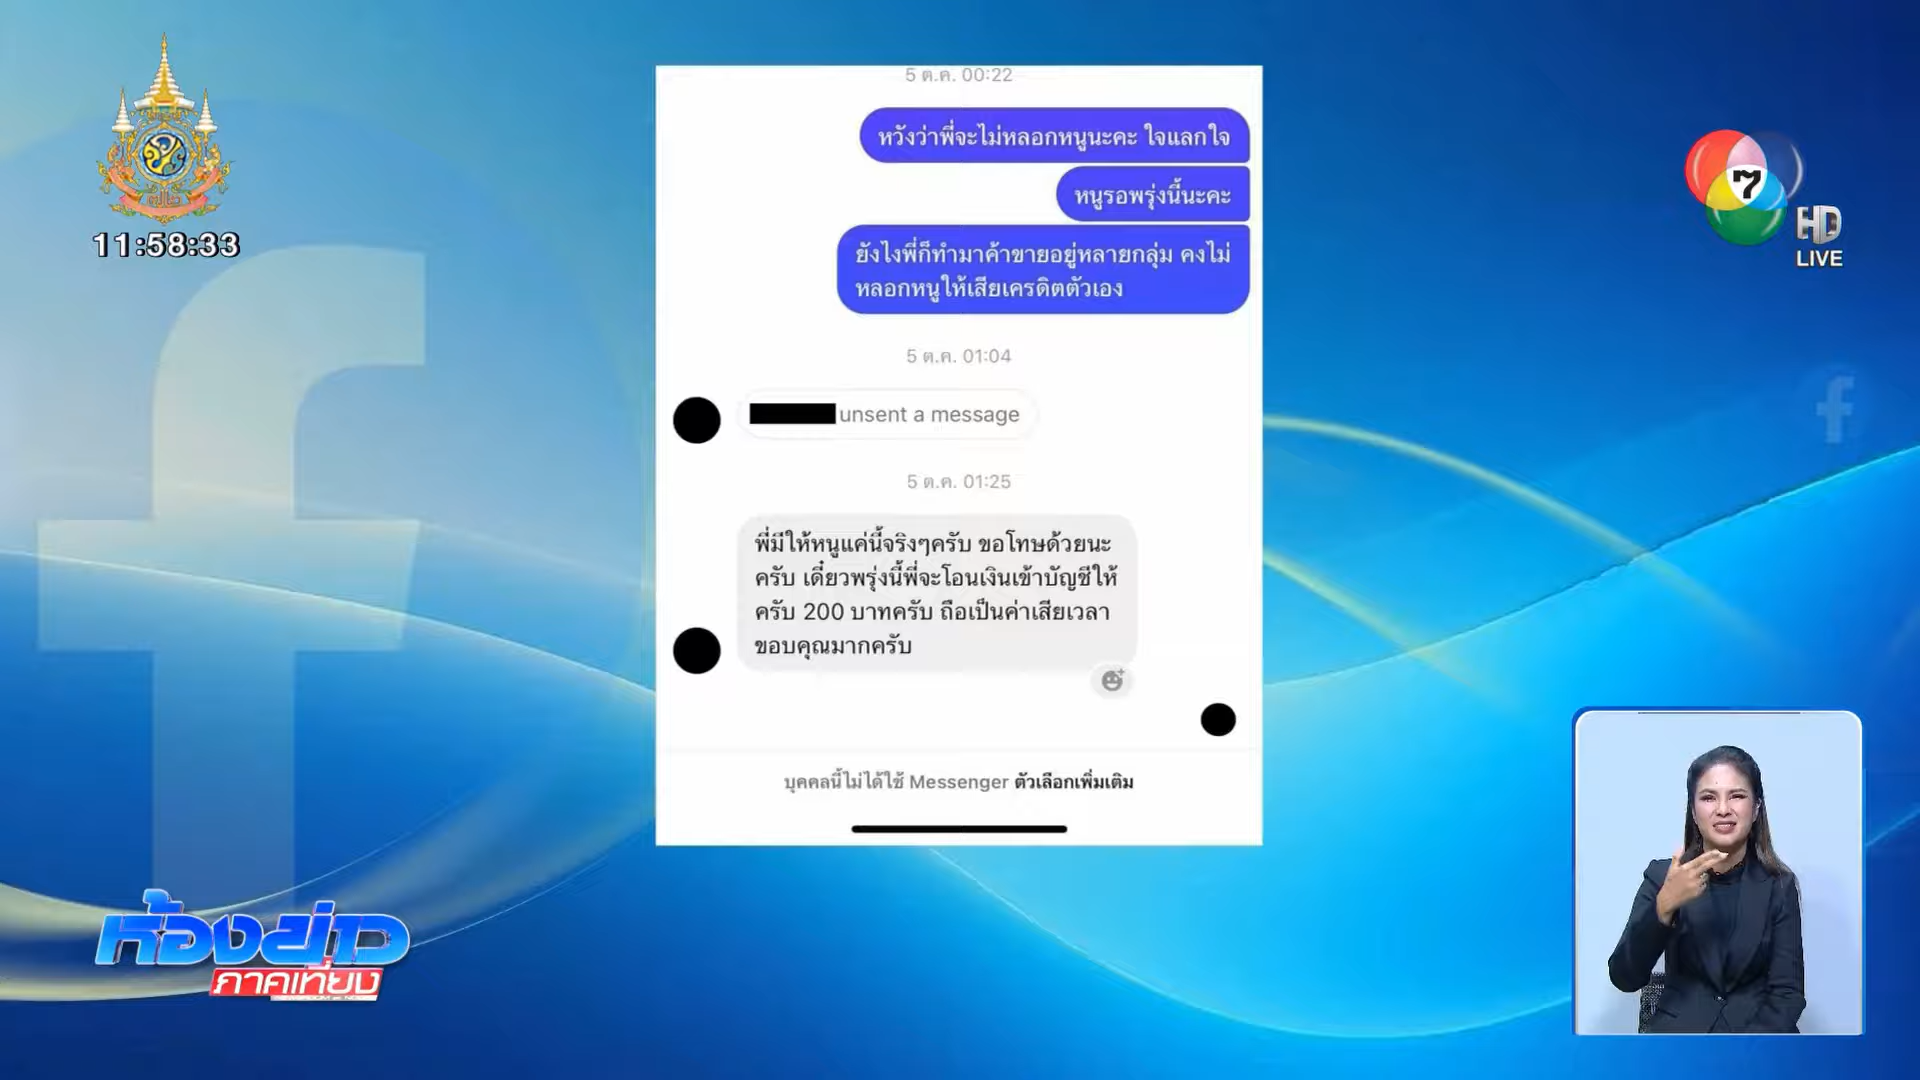 11:58:33
7
HD
LIVE
5 ต.ค. 00:22
หวังว่าพี่จะไม่หลอกหนูนะคะ ใจแลกใจ
หนูรอพรุ่งนี้นะคะ
ยังไงพี่ก็ทำมาค้าขายอยู่หลายกลุ่ม คงไม่
หลอกหนูให้เสียเครดิตตัวเอง
5 ต.ค. 01:04
unsent a message
5 ต.ค. 01:25
พี่มีให้หนูแค่นี้จริงๆครับ ขอโทษด้วยนะ
ครับ เดี๋ยวพรุ่งนี้พี่จะโอนเงินเข้าบัญชีให้
ครับ 200 บาทครับ ถือเป็นค่าเสียเวลา
ขอบคุณมากครับ
บุคคลนี้ไม่ได้ใช้ Messenger ตัวเลือกเพิ่มเติม
ห้องข่าว
ภาคเที่ยง